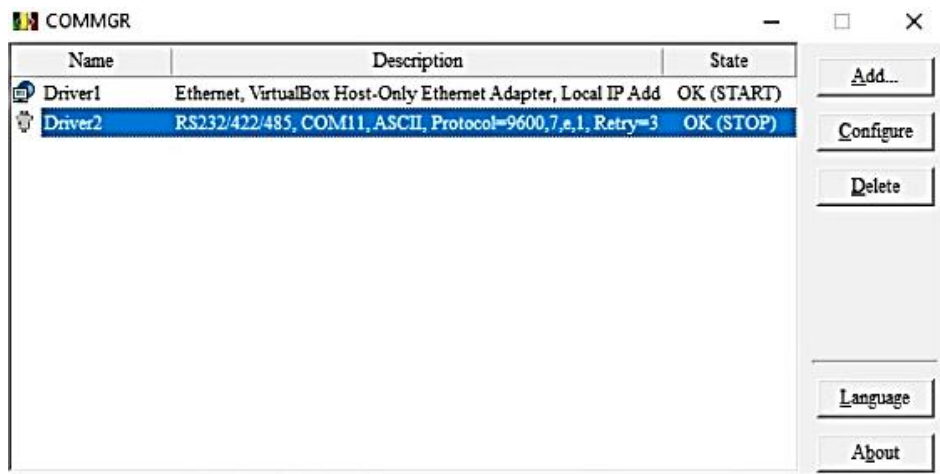 COMMGR
Name Description State
Driver1 Ethernet, VirtualBox Host-Only Ethernet Adapter, Local IP Add OK (START)
Driver2 RS232/422/485, COM11, ASCII, Protocol=9600,7,e,1, Retry=3 OK (STOP)
Add...
Configure
Delete
Language
About